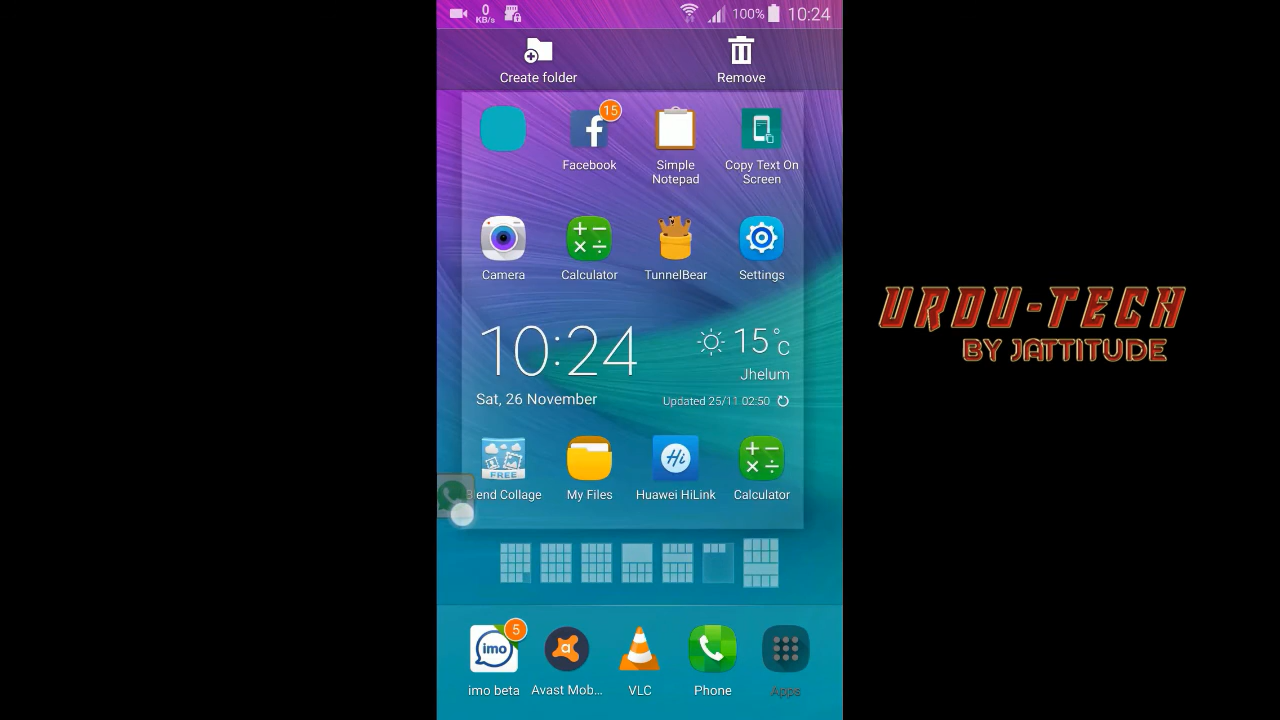 0
KB/s
100%
10:24
Create folder
Remove
15
Facebook
Simple
Notepad
Copy Text On
Screen
Camera
Calculator
TunnelBear
Settings
10:24
15°C
Jhelum
Sat, 26 November
Updated 25/11 02:50
FREE
Hi
end Collage
My Files
Huawei HiLink
Calculator
imo
5
a
imo beta
Avast Mob...
VLC
Phone
Apps
URDU-TECH
BY JATTITUDE